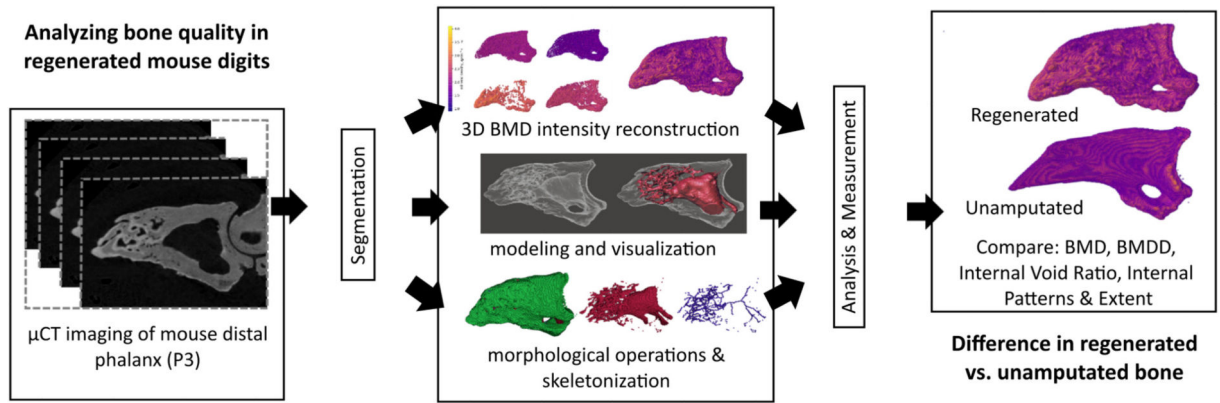 Analyzing bone quality in
regenerated mouse digits
µCT imaging of mouse distal
phalanx (P3)
Segmentation
3D BMD intensity reconstruction
modeling and visualization
morphological operations &
skeletonization
Analysis & Measurement
Regenerated
Unamputated
Compare: BMD, BMDD,
Internal Void Ratio, Internal
Patterns & Extent
Difference in regenerated
vs. unamputated bone